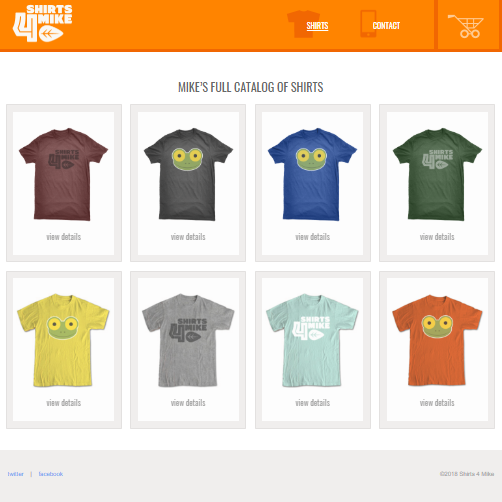 SHIRTS
4 MIKE
SHIRTS
CONTACT
MIKE'S FULL CATALOG OF SHIRTS
SHIRTS
4 MIKE
SHIRTS
4 MIKE
view details
view details
view details
view details
SHIRTS
4 MIKE
SHIRTS
4 MIKE
view details
view details
view details
view details
twitter | facebook
©2018 Shirts 4 Mike